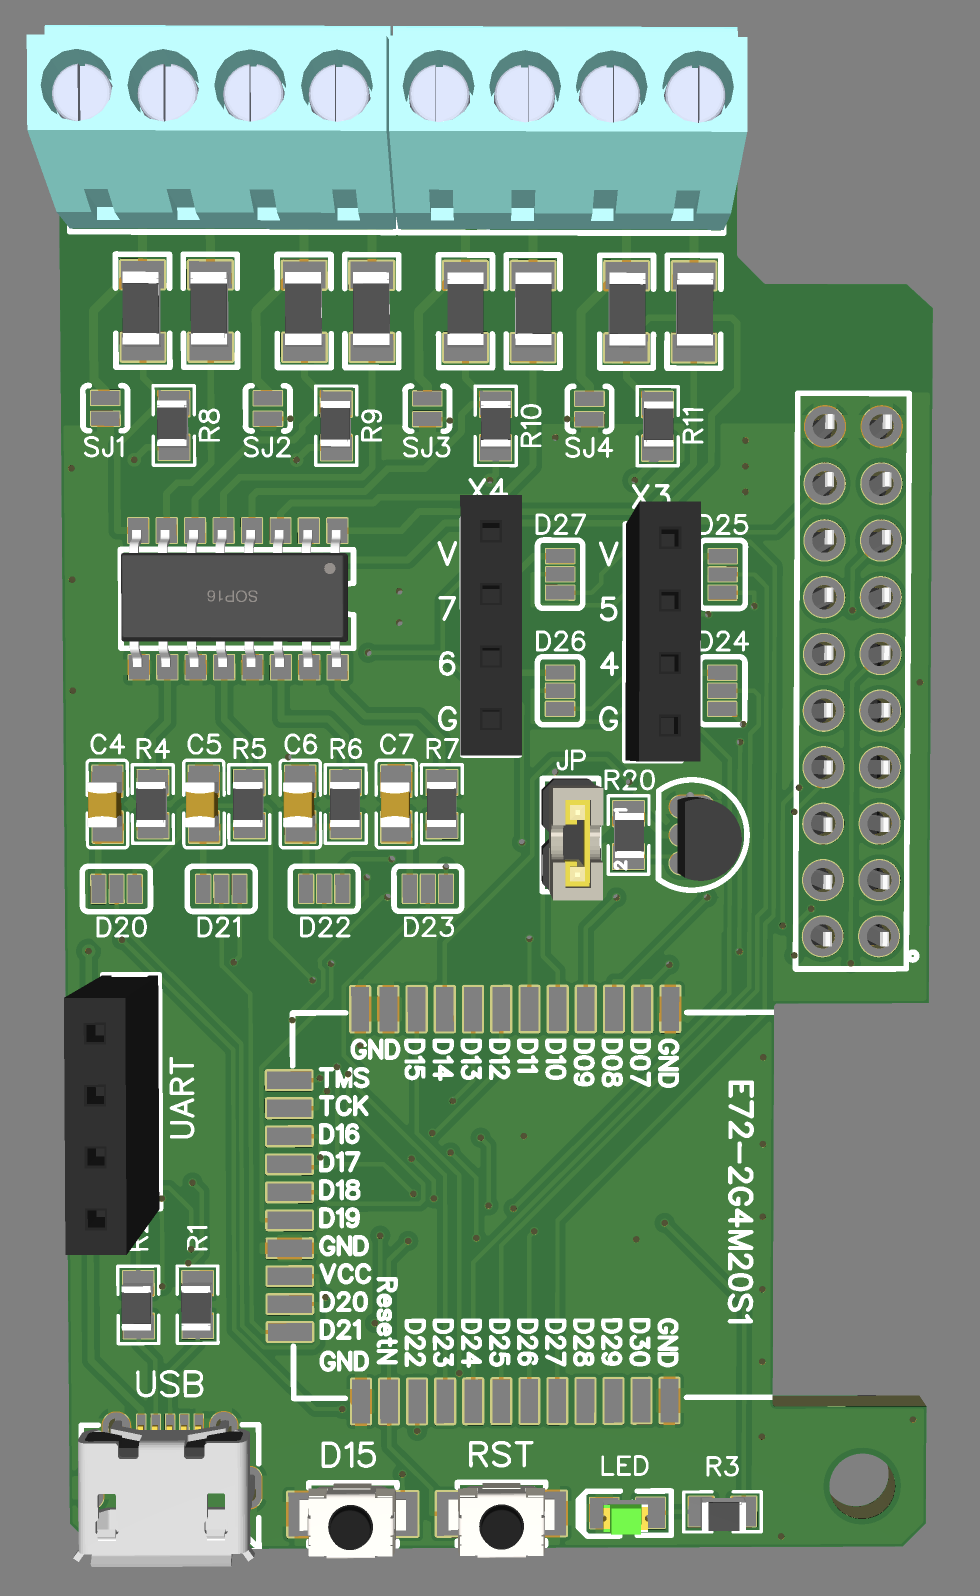 R8
R9
R10
R11
SJ1
SJ2
SJ3
SJ4
X4
X3
D27
D25
V
V
7
5
SOP16
D26
D24
6
4
G
G
C4
R4
C5
R5
C6
R6
C7
R7
JP
R20
2
D20
D21
D22
D23
GND
D15
D14
D13
D12
D11
D10
D09
D08
D07
GND
UART
TMS
TCK
D16
D17
D18
D19
GND
VCC
D20
D21
GND
E72-2G4M20S1
R1
ResetN
D22
D23
D24
D25
D26
D27
D28
D29
D30
GND
USB
D15
RST
LED
R3